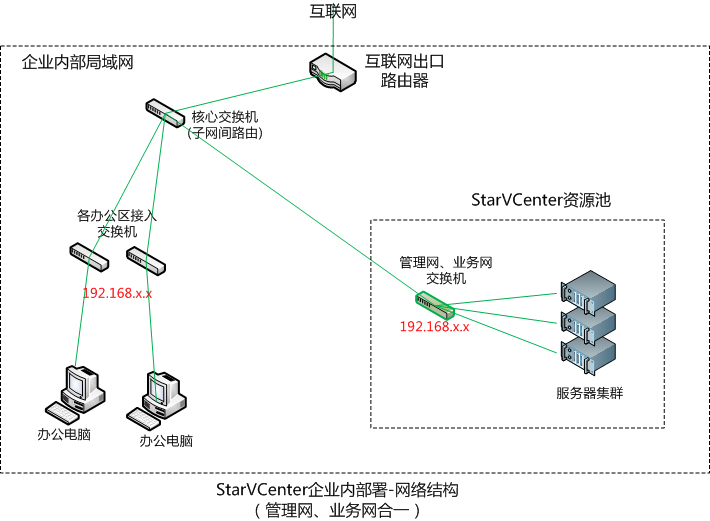 互联网
企业内部局域网
互联网出口
路由器
核心交换机
(子网间路由)
各办公区接入
交换机
192.168.x.x
StarVCenter资源池
管理网、业务网
交换机
192.168.x.x
服务器集群
办公电脑
办公电脑
StarVCenter企业内部署-网络结构
（管理网、业务网合一）